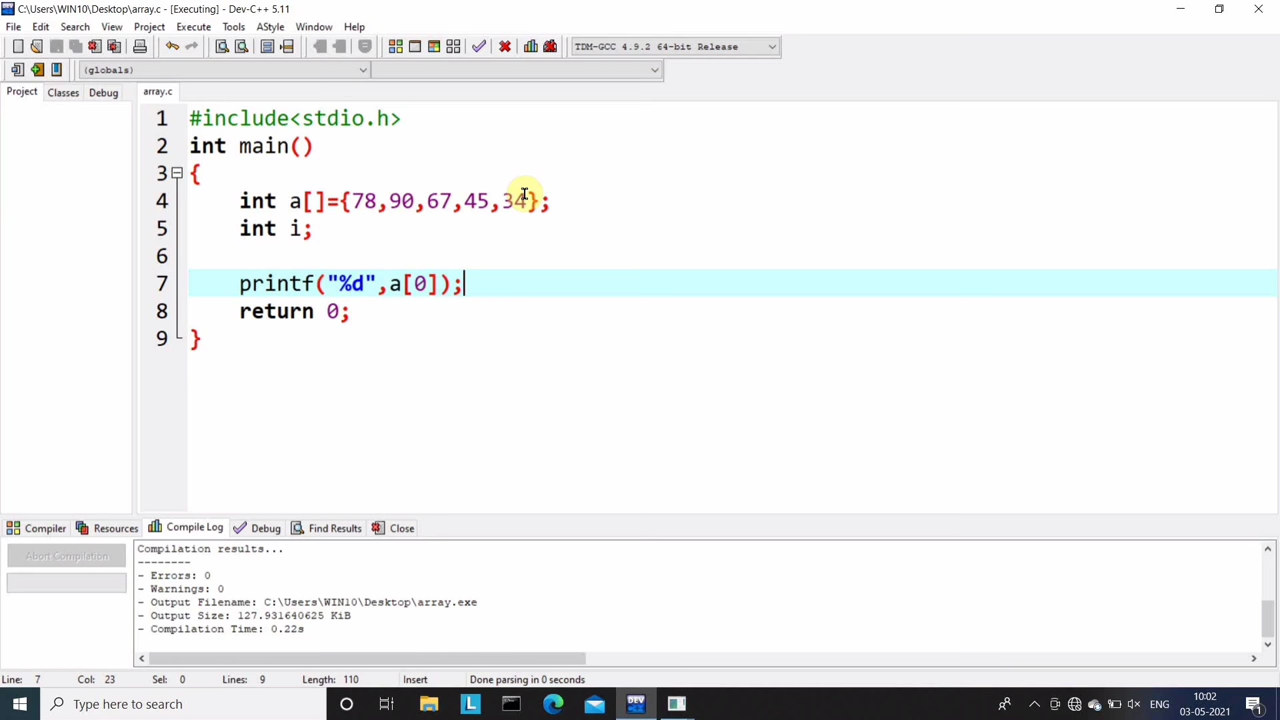 C:\Users\WIN10\Desktop\array.c - [Executing] - Dev-C++ 5.11
File Edit Search View Project Execute Tools AStyle Window Help
TDM-GCC 4.9.2 64-bit Release
(globals)
Project Classes Debug array.c
1 #include<stdio.h>
2 int main()
3 {
4 int a[]={78,90,67,45,34};
5 int i;
6
7 printf("%d",a[0]);
8 return 0;
9 }
Compiler Resources Compile Log Debug Find Results Close
Abort Compilation
Compilation results...
--------
- Errors: 0
- Warnings: 0
- Output Filename: C:\Users\WIN10\Desktop\array.exe
- Output Size: 127.931640625 KiB
- Compilation Time: 0.22s
Line: 7 Col: 23 Sel: 0 Lines: 9 Length: 110 Insert Done parsing in 0 seconds
Type here to search
ENG
10:02
03-05-2021
1